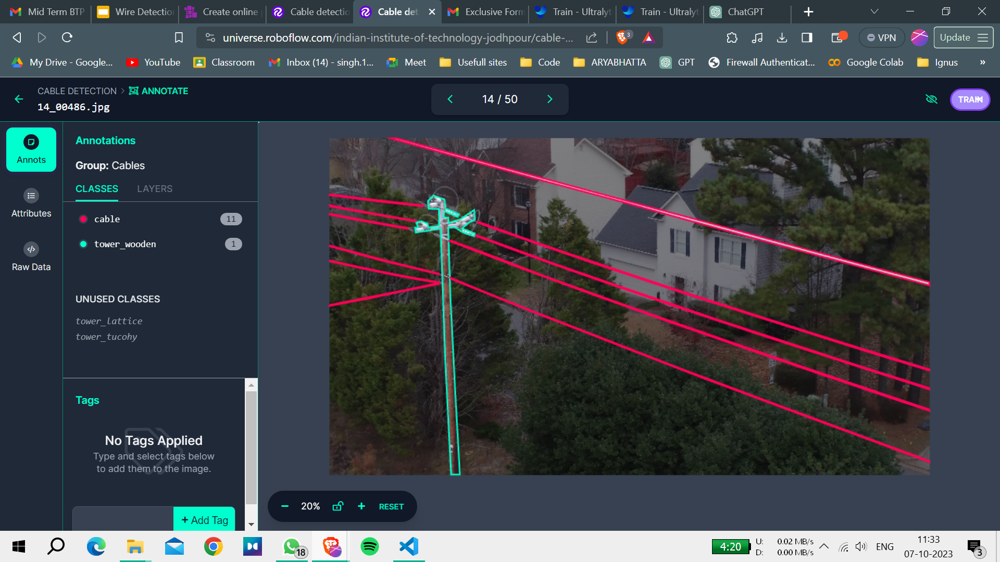 Mid Term BTP
Wire Detection
Create online
Cable detectio
Cable det
Exclusive Form
Train - Ultralyt
Train - Ultralyt
ChatGPT
universe.roboflow.com/indian-institute-of-technology-jodhpour/cable-...
3
VPN
Update
My Drive - Google...
YouTube
Classroom
Inbox (14) - singh.1...
Meet
Usefull sites
Code
ARYABHATTA
GPT
Firewall Authenticat...
Google Colab
Ignus
»
CABLE DETECTION > ANNOTATE
14_00486.jpg
14 / 50
TRAIN
Annots
Attributes
Raw Data
Annotations
Group: Cables
CLASSES
LAYERS
cable 11
tower_wooden 1
UNUSED CLASSES
tower_lattice
tower_tucohy
Tags
No Tags Applied
Type and select tags below
to add them to the image.
+ Add Tag
20%
RESET
18
4:20
U: 0.02 MB/s
D: 0.00 MB/s
ENG
11:33
07-10-2023
3